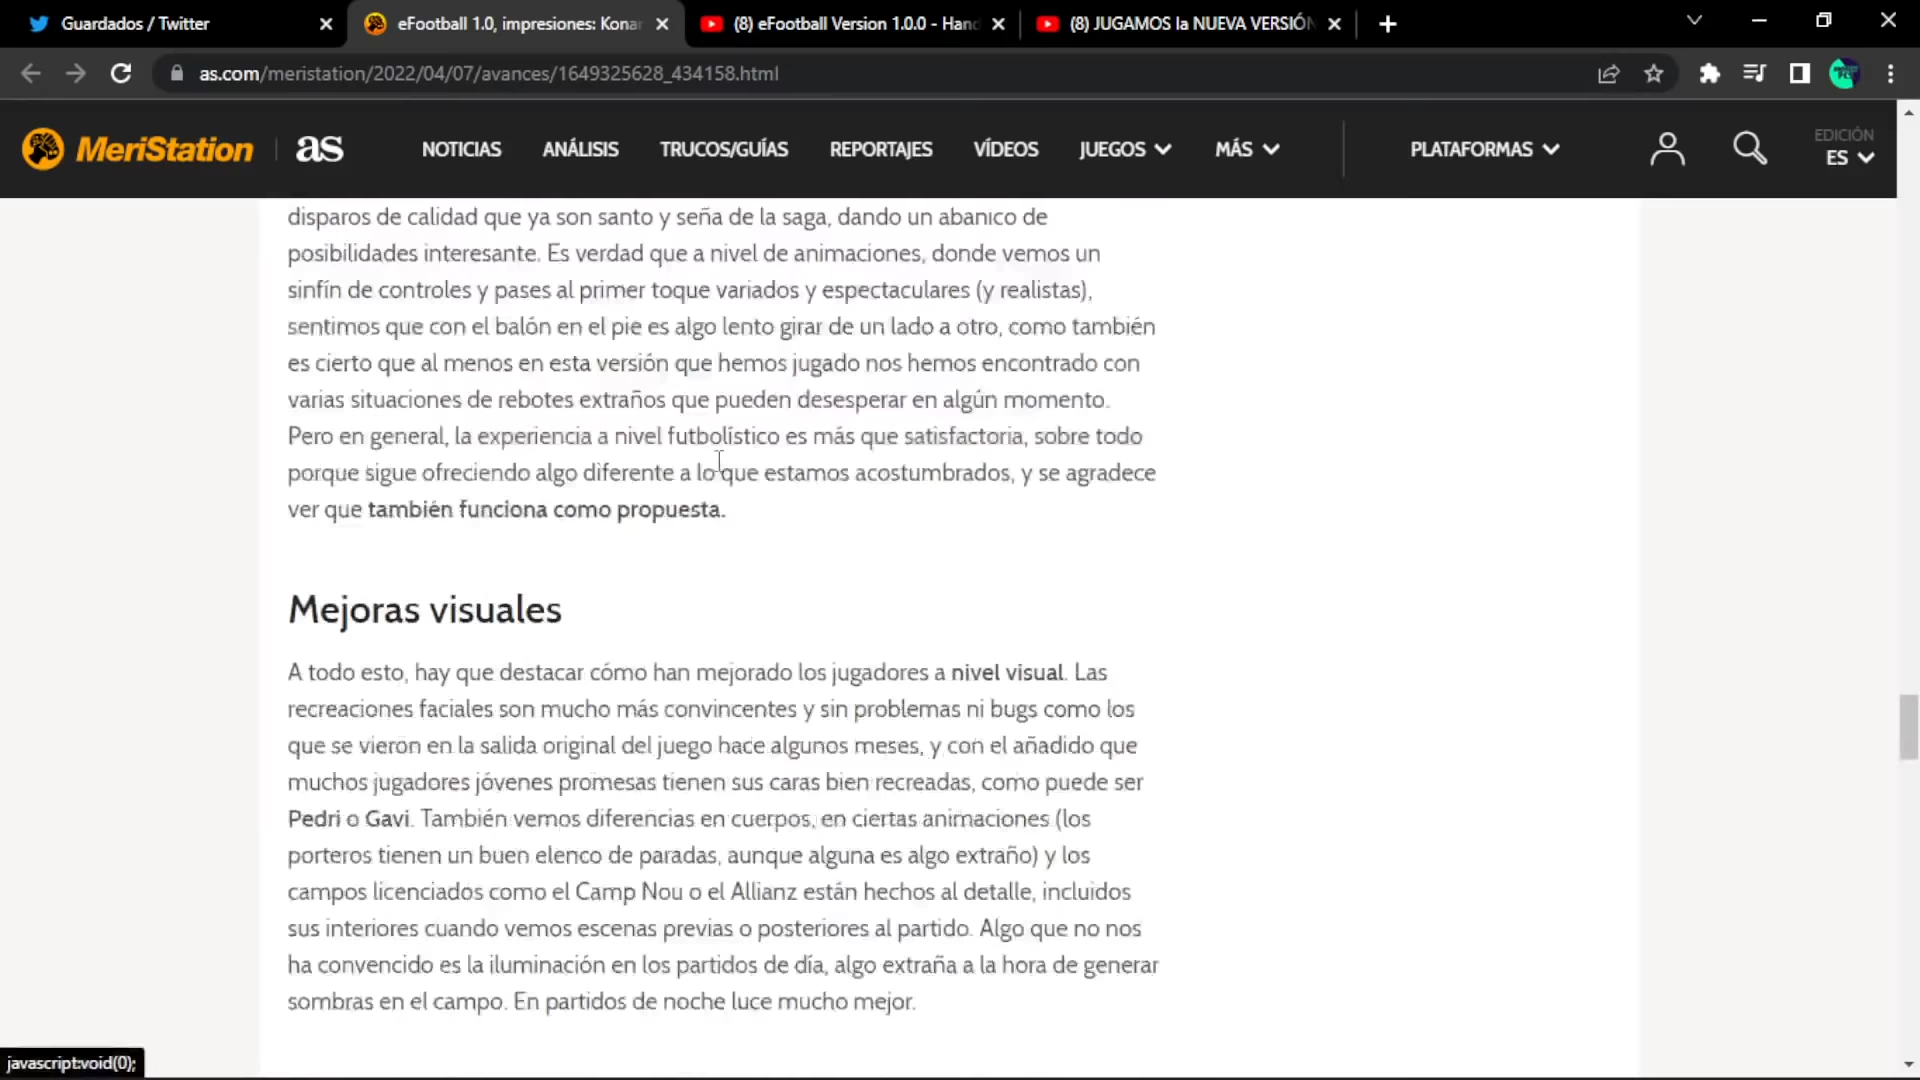 Guardados / Twitter
eFootball 1.0, impresiones: Konar
(8) eFootball Version 1.0.0 - Hand
(8) JUGAMOS la NUEVA VERSIÓN
as.com/meristation/2022/04/07/avances/1649325628_434158.html
MeriStation
as
NOTICIAS
ANÁLISIS
TRUCOS/GUÍAS
REPORTAJES
VÍDEOS
JUEGOS
MÁS
PLATAFORMAS
EDICIÓN
ES
disparos de calidad que ya son santo y seña de la saga, dando un abanico de
posibilidades interesante. Es verdad que a nivel de animaciones, donde vemos un
sinfín de controles y pases al primer toque variados y espectaculares (y realistas),
sentimos que con el balón en el pie es algo lento girar de un lado a otro, como también
es cierto que al menos en esta versión que hemos jugado nos hemos encontrado con
varias situaciones de rebotes extraños que pueden desesperar en algún momento.
Pero en general, la experiencia a nivel futbolístico es más que satisfactoria, sobre todo
porque sigue ofreciendo algo diferente a lo que estamos acostumbrados, y se agradece
ver que también funciona como propuesta.
Mejoras visuales
A todo esto, hay que destacar cómo han mejorado los jugadores a nivel visual. Las
recreaciones faciales son mucho más convincentes y sin problemas ni bugs como los
que se vieron en la salida original del juego hace algunos meses, y con el añadido que
muchos jugadores jóvenes promesas tienen sus caras bien recreadas, como puede ser
Pedri o Gavi. También vemos diferencias en cuerpos, en ciertas animaciones (los
porteros tienen un buen elenco de paradas, aunque alguna es algo extraño) y los
campos licenciados como el Camp Nou o el Allianz están hechos al detalle, incluidos
sus interiores cuando vemos escenas previas o posteriores al partido. Algo que no nos
ha convencido es la iluminación en los partidos de día, algo extraña a la hora de generar
sombras en el campo. En partidos de noche luce mucho mejor.
javascript:void(0);